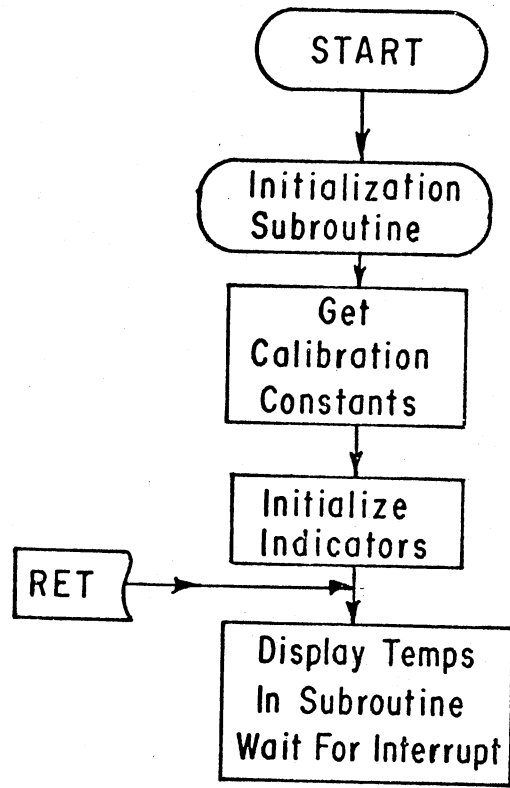 START
Initialization
Subroutine
Get
Calibration
Constants
Initialize
Indicators
RET
Display Temps
In Subroutine
Wait For Interrupt